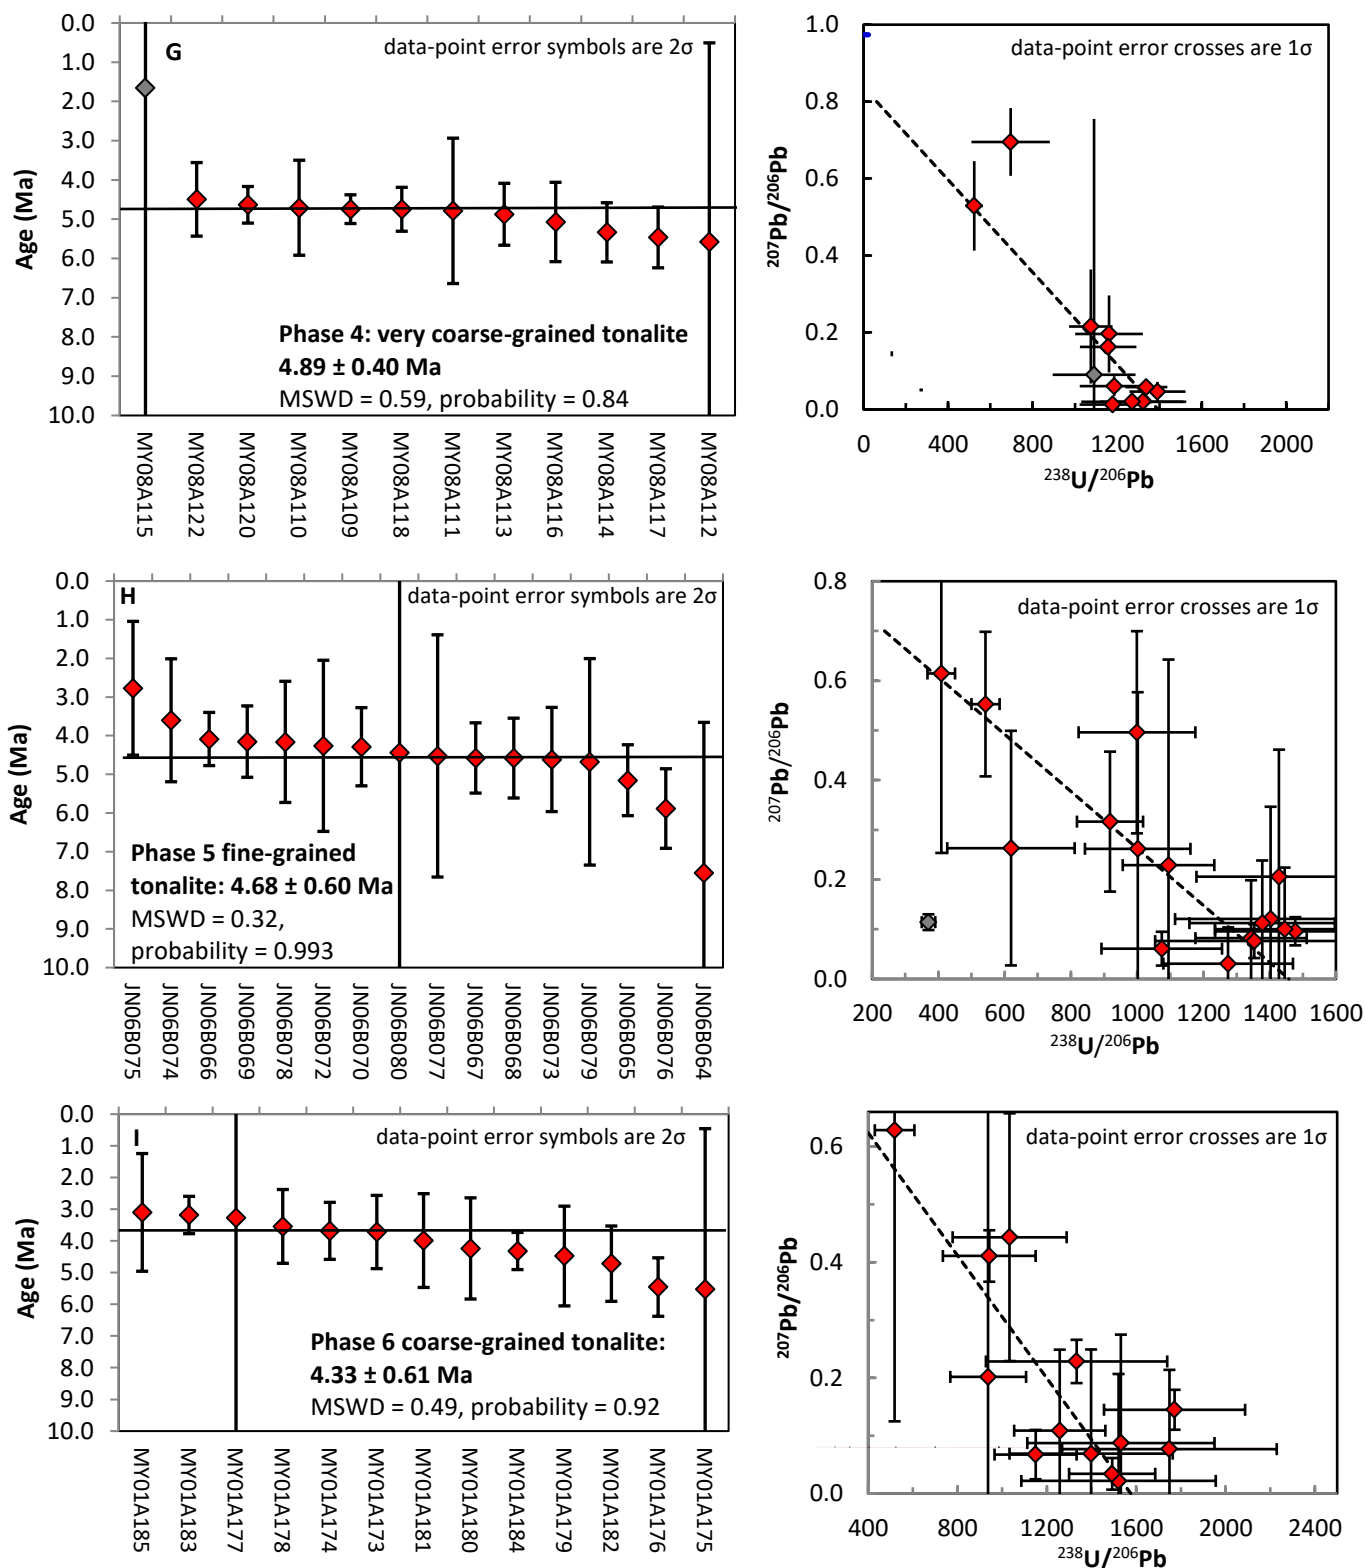 G
data-point error symbols are 2σ
0.0
1.0
2.0
3.0
4.0
5.0
6.0
7.0
8.0
9.0
10.0
Age (Ma)
Phase 4: very coarse-grained tonalite
4.89 ± 0.40 Ma
MSWD = 0.59, probability = 0.84
MY08A115
MY08A122
MY08A120
MY08A110
MY08A109
MY08A118
MY08A111
MY08A113
MY08A116
MY08A114
MY08A117
MY08A112
data-point error crosses are 1σ
1.0
0.8
0.6
0.4
0.2
0.0
²⁰⁷Pb/²⁰⁶Pb
0 400 800 1200 1600 2000
²³⁸U/²⁰⁶Pb
H
data-point error symbols are 2σ
0.0
1.0
2.0
3.0
4.0
5.0
6.0
7.0
8.0
9.0
10.0
Age (Ma)
Phase 5 fine-grained
tonalite: 4.68 ± 0.60 Ma
MSWD = 0.32,
probability = 0.993
JN06B075
JN06B074
JN06B066
JN06B069
JN06B078
JN06B072
JN06B070
JN06B080
JN06B077
JN06B067
JN06B068
JN06B073
JN06B079
JN06B065
JN06B076
JN06B064
data-point error crosses are 1σ
0.8
0.6
0.4
0.2
0.0
²⁰⁷Pb/²⁰⁶Pb
200 400 600 800 1000 1200 1400 1600
²³⁸U/²⁰⁶Pb
I
data-point error symbols are 2σ
0.0
1.0
2.0
3.0
4.0
5.0
6.0
7.0
8.0
9.0
10.0
Age (Ma)
Phase 6 coarse-grained tonalite:
4.33 ± 0.61 Ma
MSWD = 0.49, probability = 0.92
MY01A185
MY01A183
MY01A177
MY01A178
MY01A174
MY01A173
MY01A181
MY01A180
MY01A184
MY01A179
MY01A182
MY01A176
MY01A175
data-point error crosses are 1σ
0.6
0.4
0.2
0.0
²⁰⁷Pb/²⁰⁶Pb
400 800 1200 1600 2000 2400
²³⁸U/²⁰⁶Pb